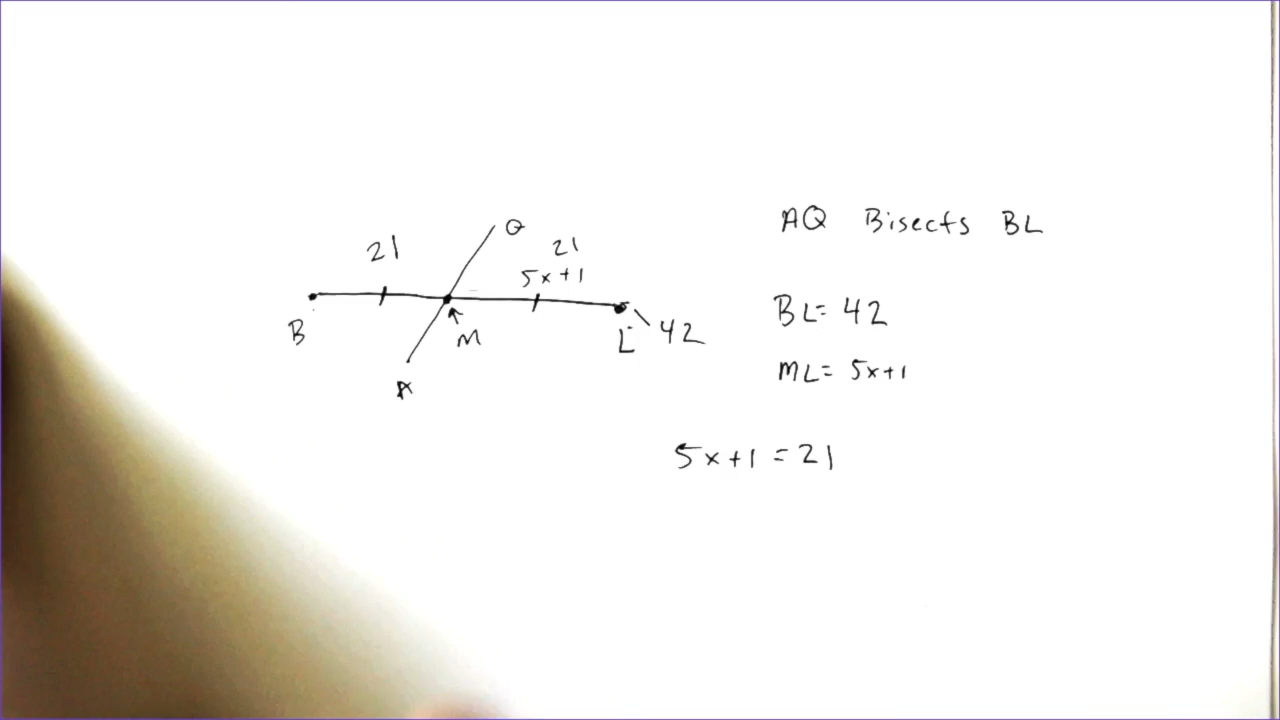 AQ Bisects BL
Q
21
21
5x+1
B
M
L
42
A
BL= 42
ML= 5x+1
5x+1 = 21